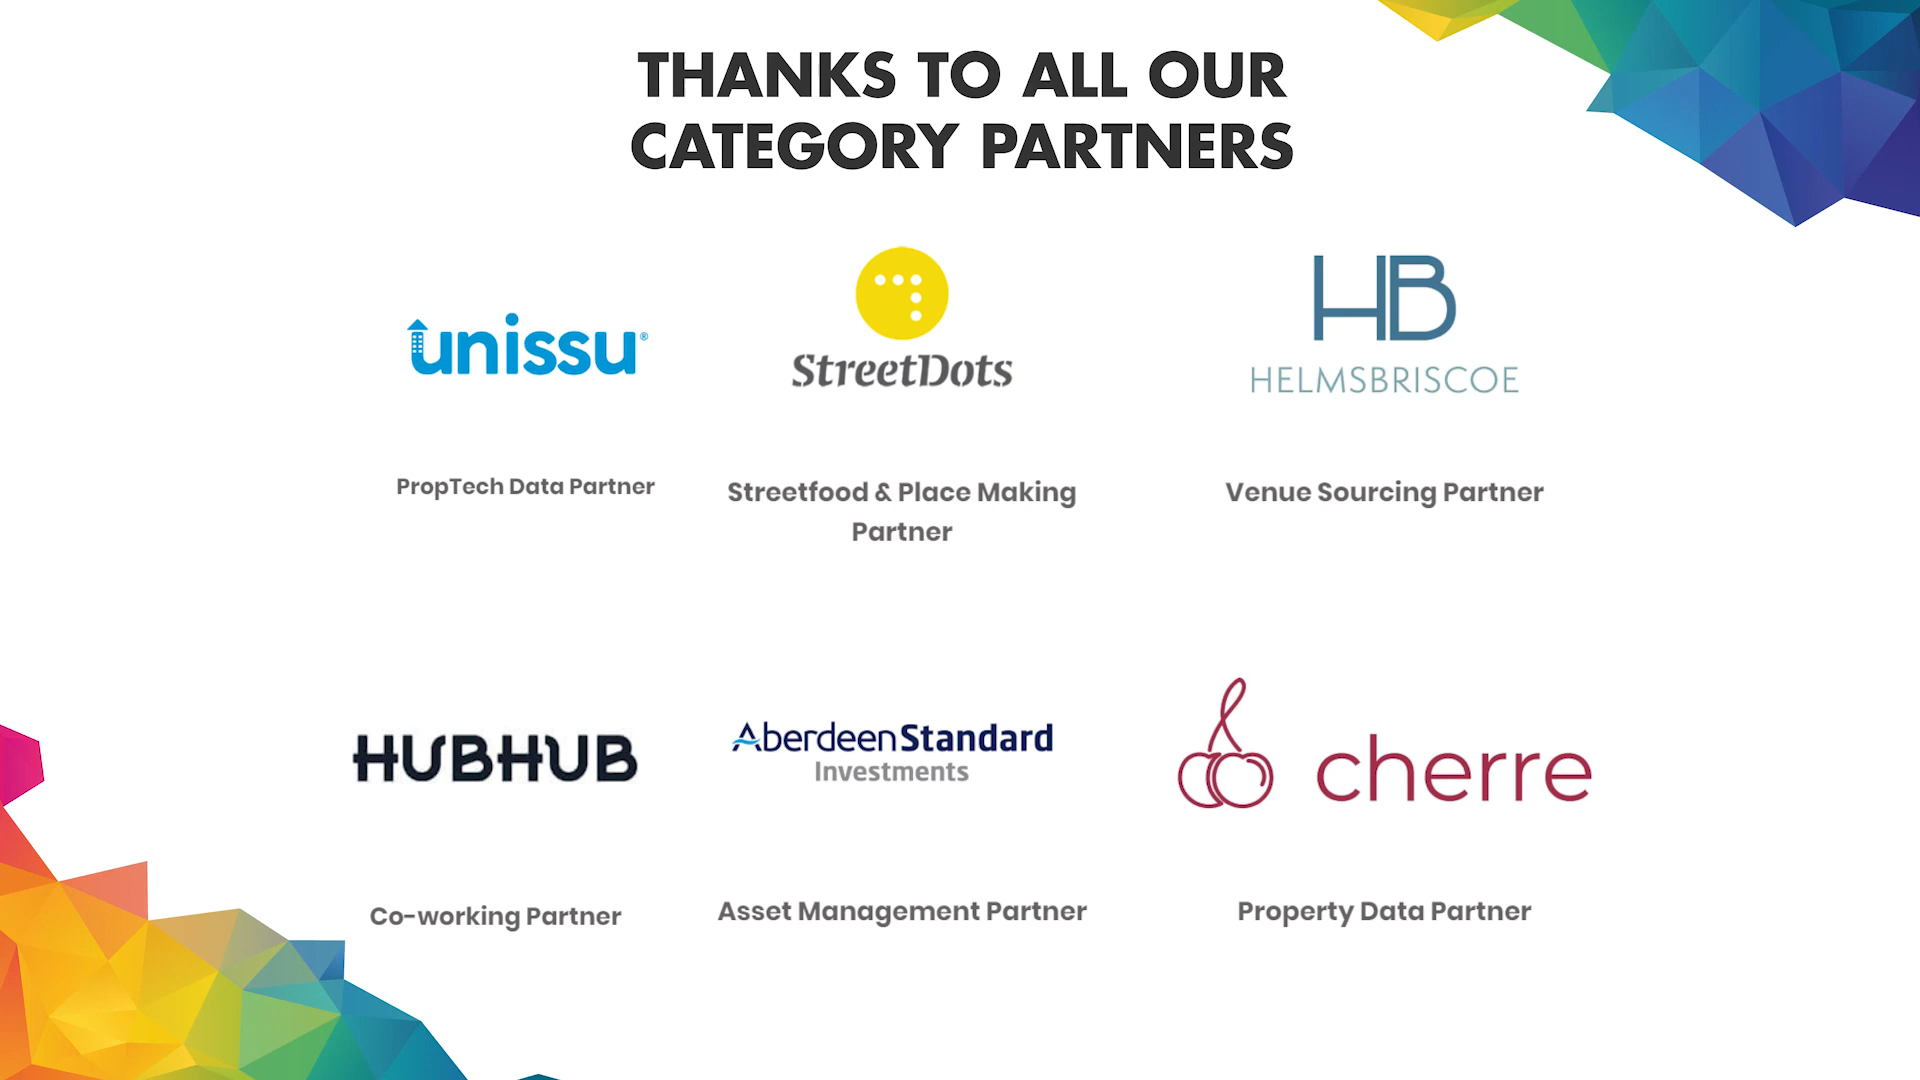 THANKS TO ALL OUR
CATEGORY PARTNERS
unissu®
StreetDots
HB
HELMSBRISCOE
PropTech Data Partner
Streetfood & Place Making
Partner
Venue Sourcing Partner
HUBHUB
AberdeenStandard
Investments
cherre
Co-working Partner
Asset Management Partner
Property Data Partner